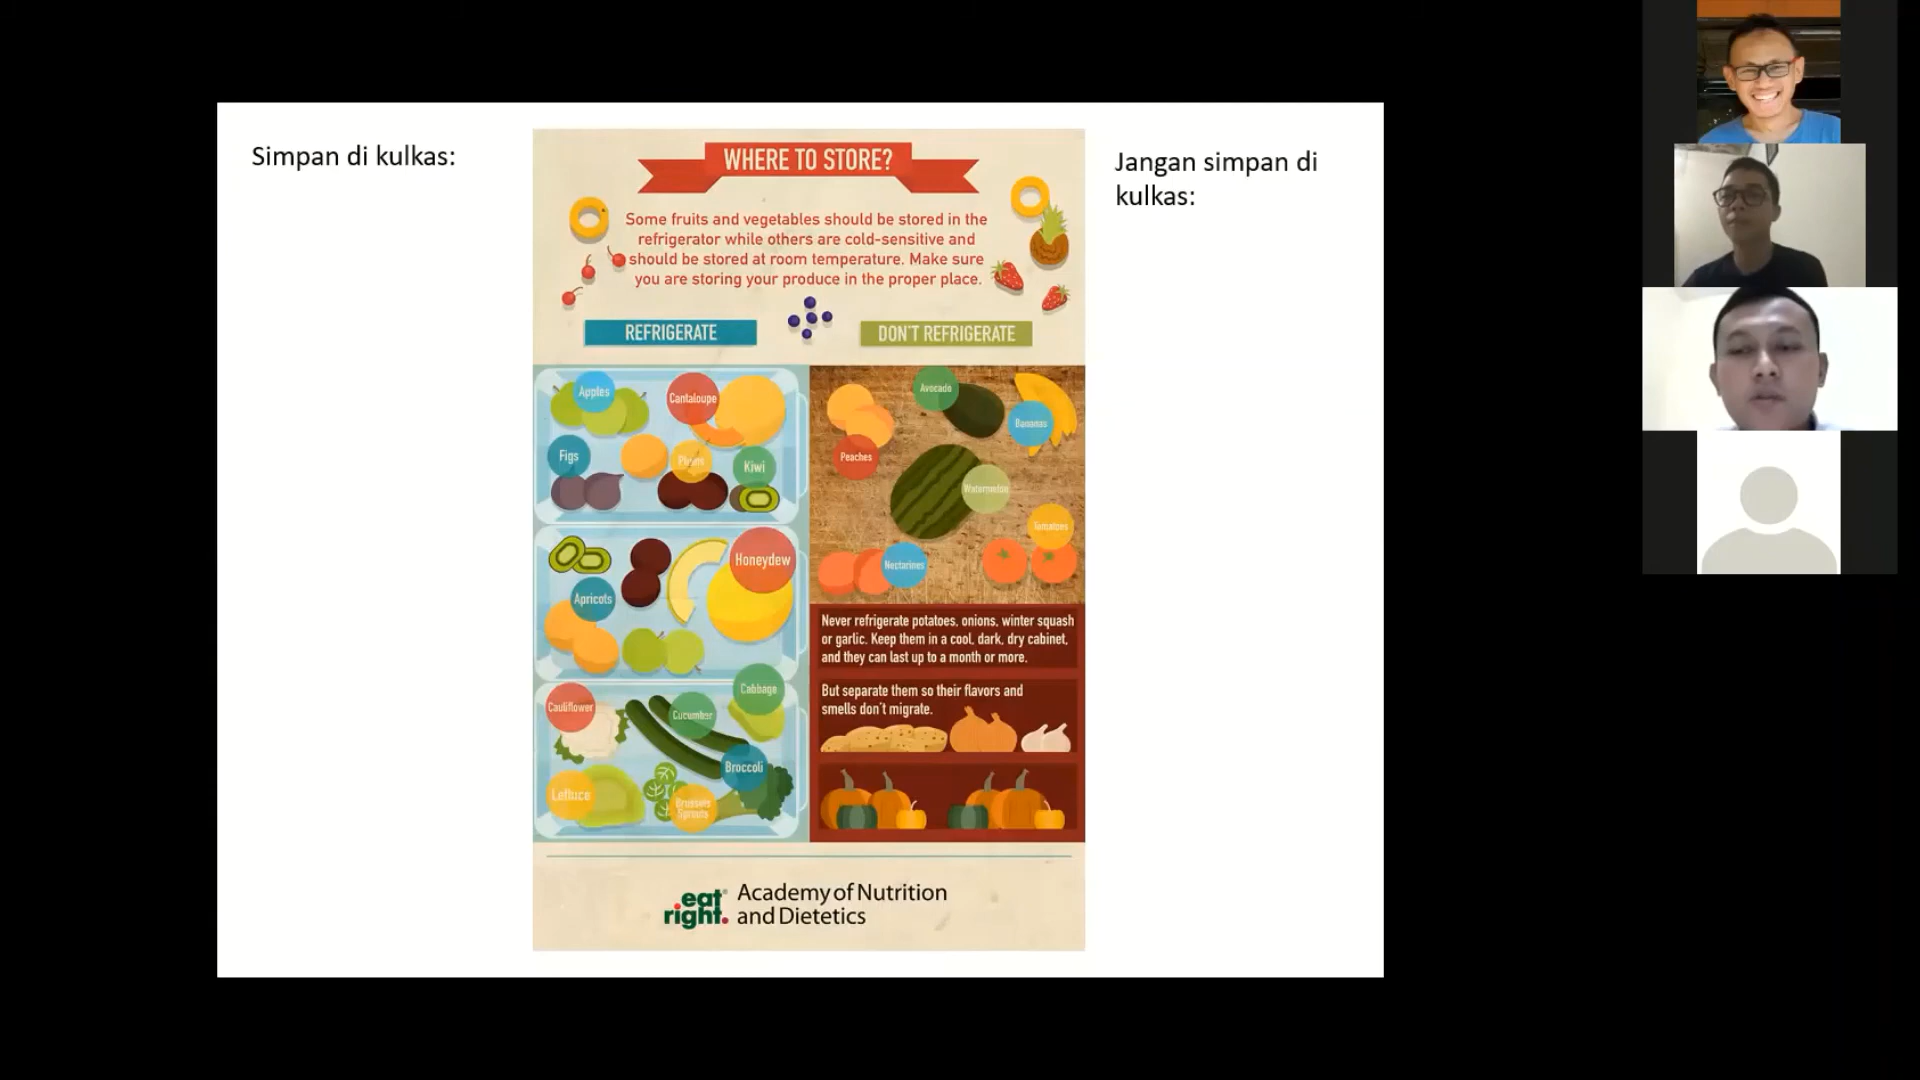 Simpan di kulkas:
WHERE TO STORE?
Some fruits and vegetables should be stored in the
refrigerator while others are cold-sensitive and
should be stored at room temperature. Make sure
you are storing your produce in the proper place.
REFRIGERATE
DON'T REFRIGERATE
Apples
Cantaloupe
Figs
Plums
Kiwi
Honeydew
Apricots
Cauliflower
Cucumber
Cabbage
Broccoli
Lettuce
Brussels
Sprouts
Avocado
Bananas
Peaches
Watermelon
Tomatoes
Nectarines
Never refrigerate potatoes, onions, winter squash
or garlic. Keep them in a cool, dark, dry cabinet,
and they can last up to a month or more.
But separate them so their flavors and
smells don't migrate.
eat
right.
Academy of Nutrition
and Dietetics
Jangan simpan di
kulkas: